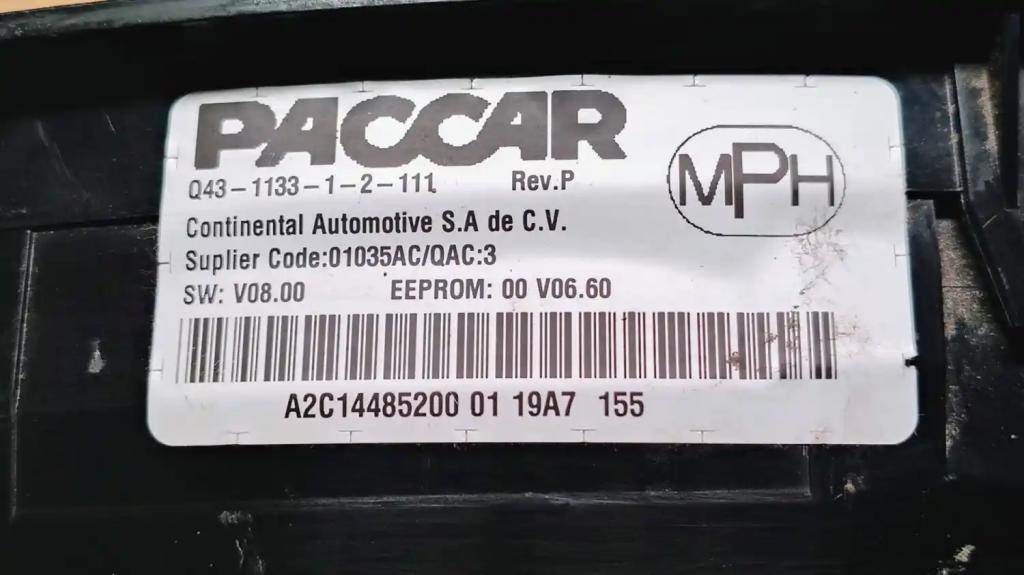 PACCAR
MPH
Q43-1133-1-2-111 Rev.P
Continental Automotive S.A de C.V.
Suplier Code:01035AC/QAC:3
SW: V08.00 EEPROM: 00 V06.60
A2C14485200 01 19A7 155